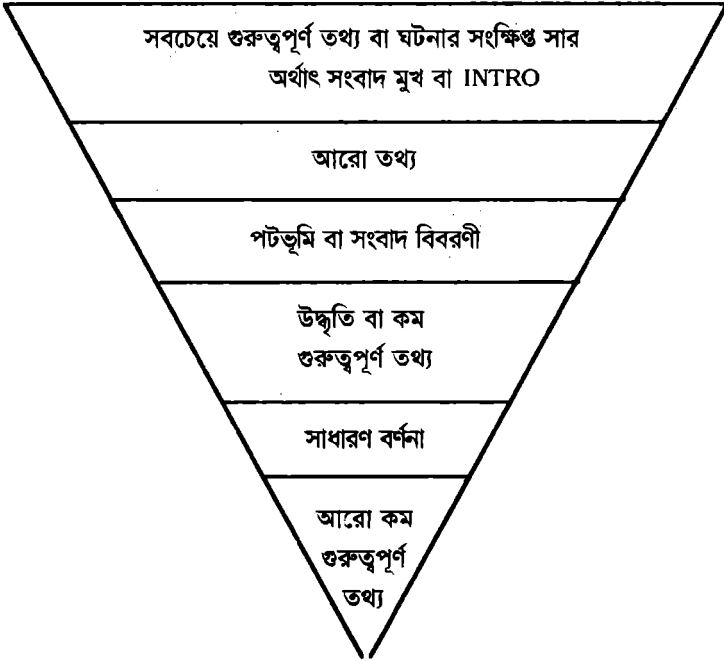 সবচেয়ে গুরুত্বপূর্ণ তথ্য বা ঘটনার সংক্ষিপ্ত সার
অর্থাৎ সংবাদ মুখ বা INTRO
আরো তথ্য
পটভূমি বা সংবাদ বিবরণী
উদ্ধৃতি বা কম
গুরুত্বপূর্ণ তথ্য
সাধারণ বর্ণনা
আরো কম
গুরুত্বপূর্ণ
তথ্য